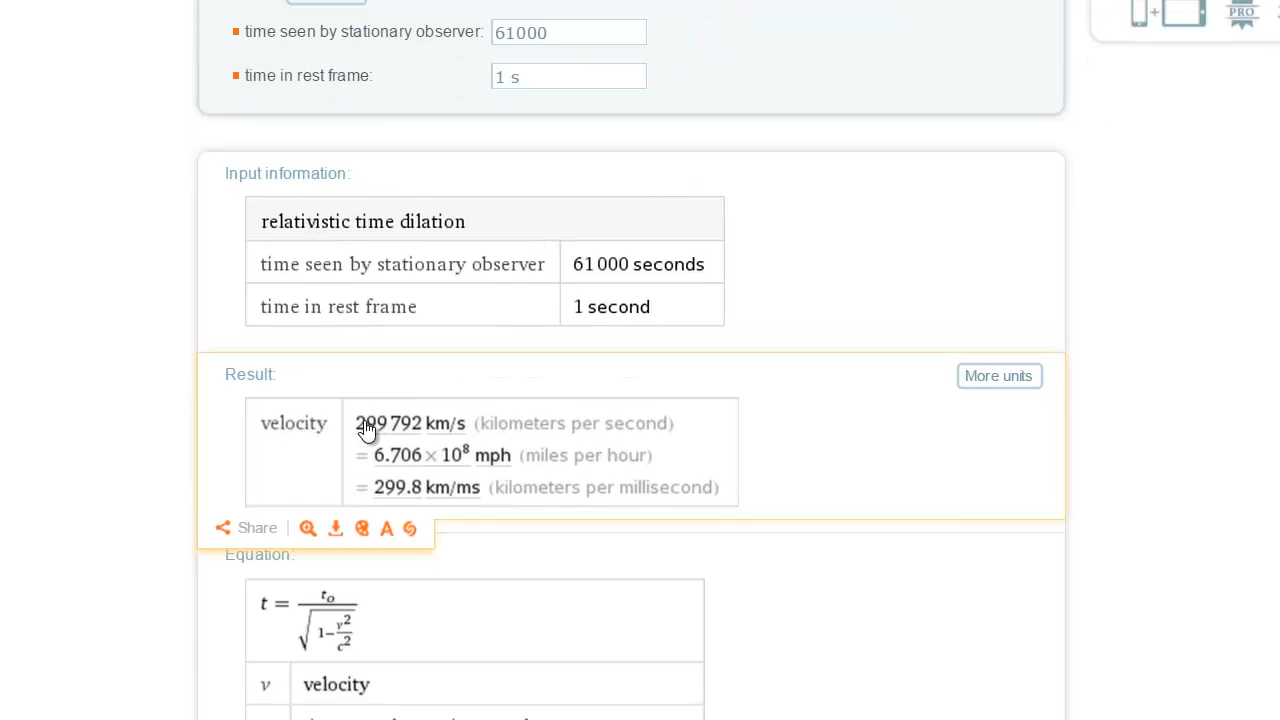 time seen by stationary observer: 61000
PRO
time in rest frame: 1 s
Input information:
relativistic time dilation
time seen by stationary observer 61000 seconds
time in rest frame 1 second
Result:
More units
velocity 299792 km/s (kilometers per second)
= 6.706 × 10⁸ mph (miles per hour)
= 299.8 km/ms (kilometers per millisecond)
Share
Equation:
t = t₀ / √(1 − v²/c²)
v velocity